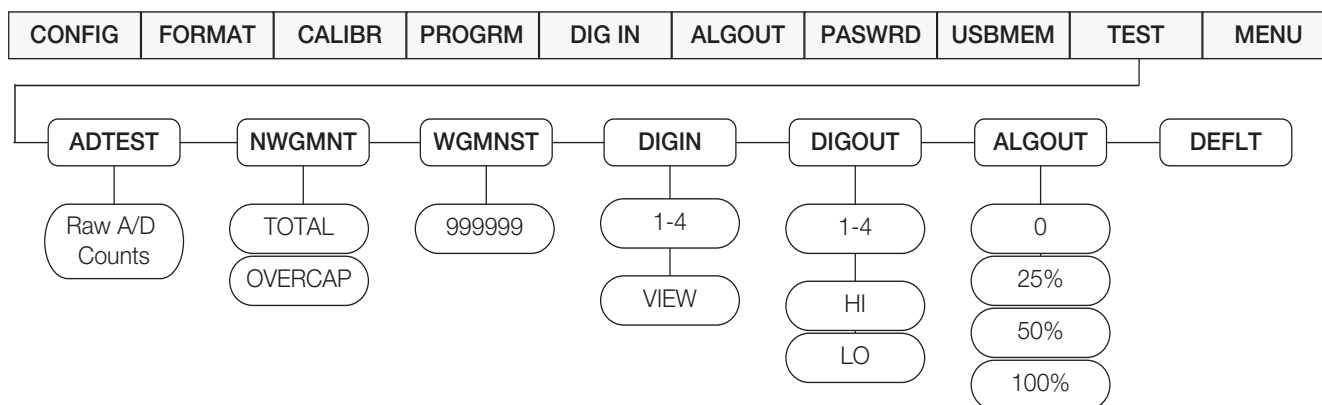 CONFIG FORMAT CALIBR PROGRM DIG IN ALGOUT PASWRD USBMEM TEST MENU
ADTEST NWGMNT WGMNST DIGIN DIGOUT ALGOUT DEFLT
Raw A/D
Counts
TOTAL
OVERCAP
999999
1-4
VIEW
1-4
HI
LO
0
25%
50%
100%